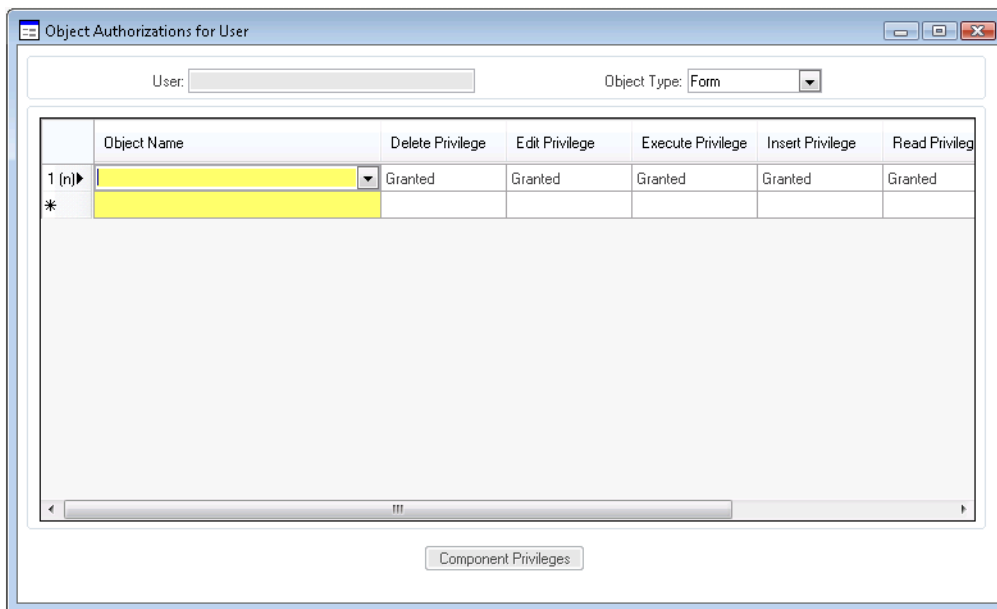 Object Authorizations for User
User: Object Type: Form
Object Name Delete Privilege Edit Privilege Execute Privilege Insert Privilege Read Privileg
1 (n) Granted Granted Granted Granted Granted
*
Component Privileges